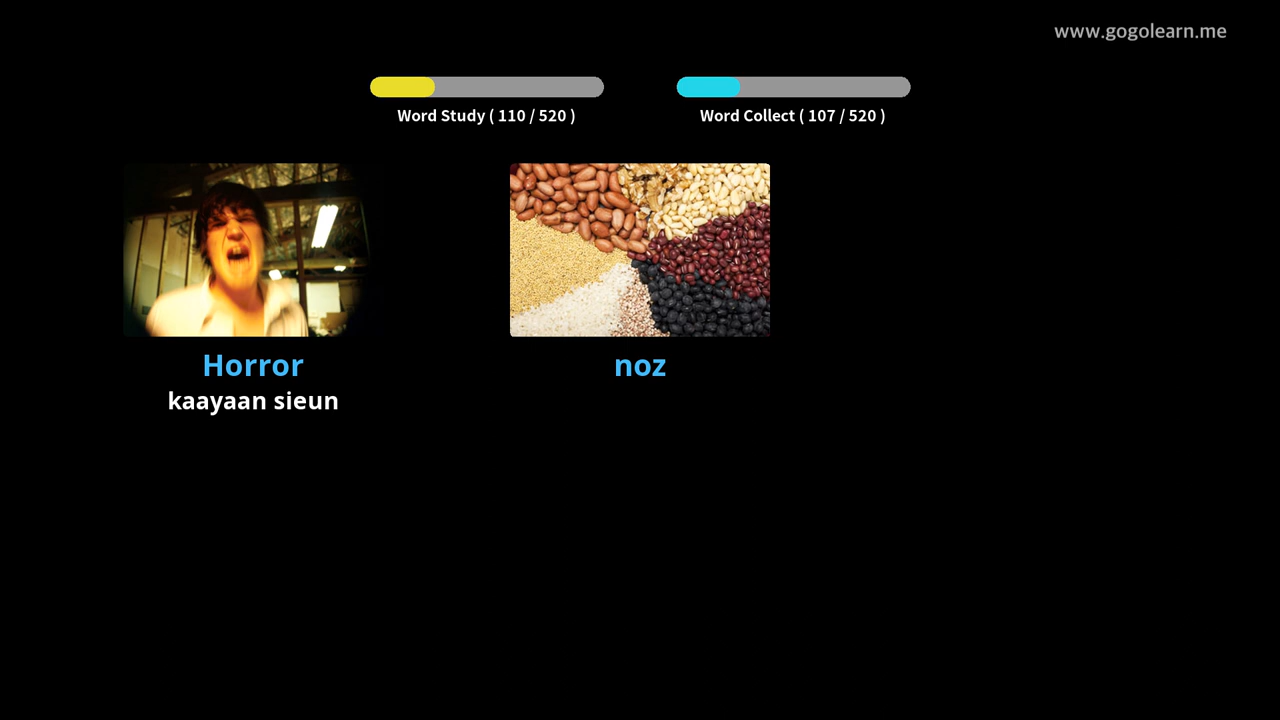 www.gogolearn.me
Word Study ( 110 / 520 )
Word Collect ( 107 / 520 )
Horror
kaayaan sieun
noz